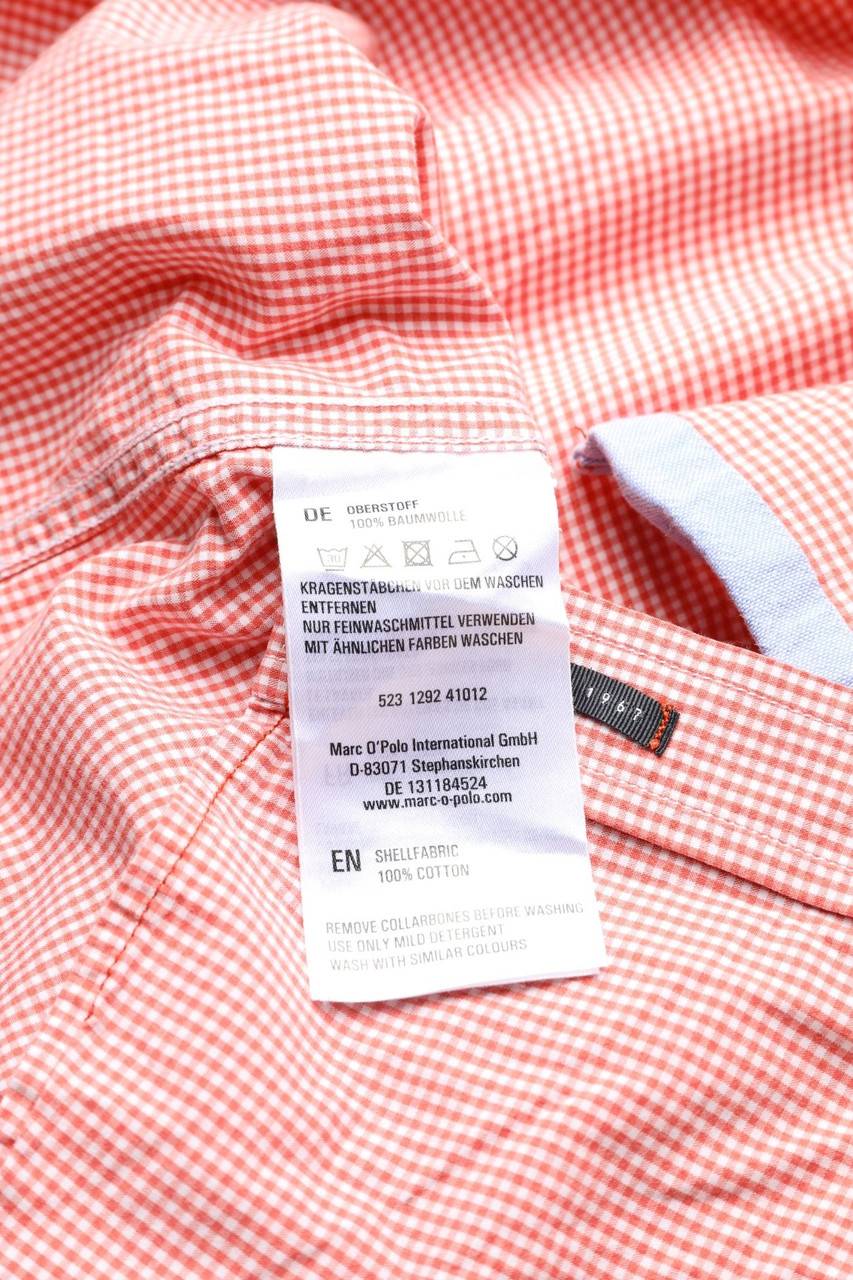 DE OBERSTOFF
100% BAUMWOLLE
KRAGENSTÄBCHEN VOR DEM WASCHEN
ENTFERNEN
NUR FEINWASCHMITTEL VERWENDEN
MIT ÄHNLICHEN FARBEN WASCHEN
523 1292 41012
Marc O'Polo International GmbH
D-83071 Stephanskirchen
DE 131184524
www.marc-o-polo.com
EN SHELLFABRIC
100% COTTON
REMOVE COLLARBONES BEFORE WASHING
USE ONLY MILD DETERGENT
WASH WITH SIMILAR COLOURS
1967